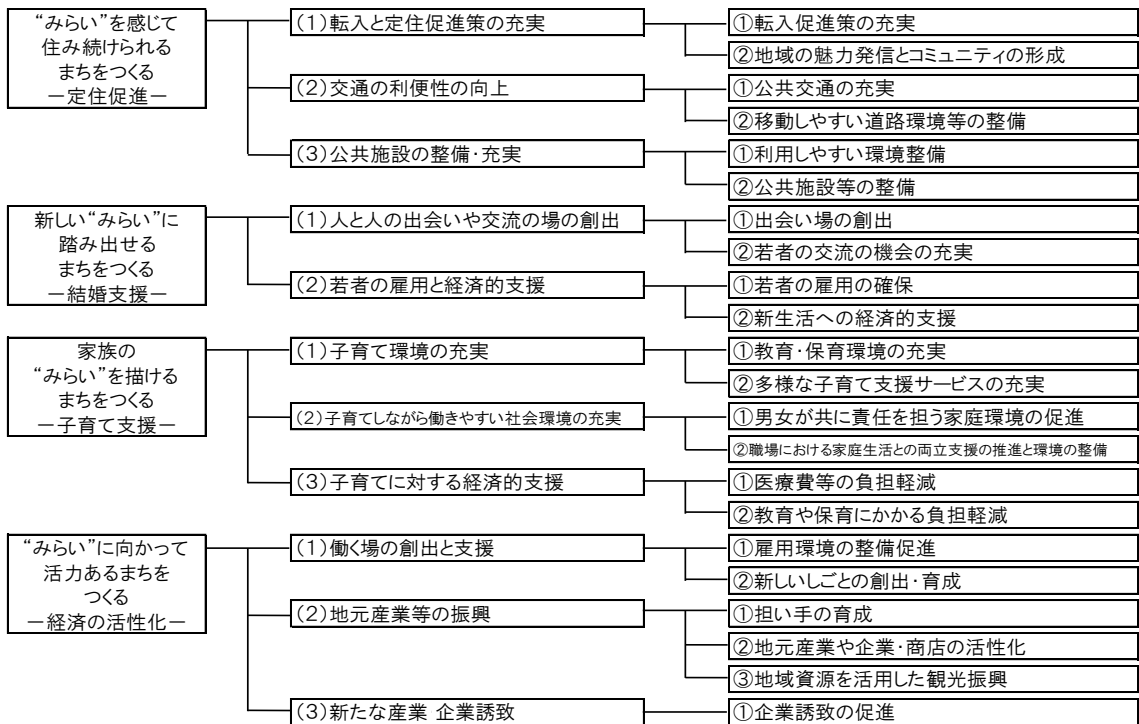 “みらい”を感じて
住み続けられる
まちをつくる
－定住促進－
(1)転入と定住促進策の充実
①転入促進策の充実
②地域の魅力発信とコミュニティの形成
(2)交通の利便性の向上
①公共交通の充実
②移動しやすい道路環境等の整備
(3)公共施設の整備・充実
①利用しやすい環境整備
②公共施設等の整備
新しい“みらい”に
踏み出せる
まちをつくる
－結婚支援－
(1)人と人の出会いや交流の場の創出
①出会い場の創出
②若者の交流の機会の充実
(2)若者の雇用と経済的支援
①若者の雇用の確保
②新生活への経済的支援
家族の
“みらい”を描ける
まちをつくる
－子育て支援－
(1)子育て環境の充実
①教育・保育環境の充実
②多様な子育て支援サービスの充実
(2)子育てしながら働きやすい社会環境の充実
①男女が共に責任を担う家庭環境の促進
②職場における家庭生活との両立支援の推進と環境の整備
(3)子育てに対する経済的支援
①医療費等の負担軽減
②教育や保育にかかる負担軽減
“みらい”に向かって
活力あるまちを
つくる
－経済の活性化－
(1)働く場の創出と支援
①雇用環境の整備促進
②新しいしごとの創出・育成
(2)地元産業等の振興
①担い手の育成
②地元産業や企業・商店の活性化
③地域資源を活用した観光振興
(3)新たな産業 企業誘致
①企業誘致の促進